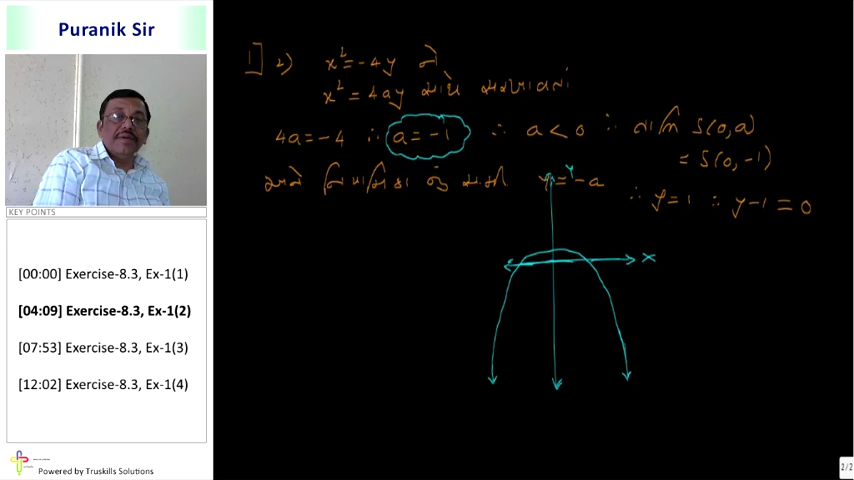 Puranik Sir
KEY POINTS
[00:00] Exercise-8.3, Ex-1(1)
[04:09] Exercise-8.3, Ex-1(2)
[07:53] Exercise-8.3, Ex-1(3)
[12:02] Exercise-8.3, Ex-1(4)
Powered by Truskills Solutions
1] 2) x² = -4y ને
x² = 4ay સાથે સરખાવતાં
4a = -4 ∴ a = -1 ∴ a < 0 ∴ નાભિ S(0, a)
= S(0, -1)
અને નિયામિકા નું સમી y = -a
∴ y = 1 ∴ y - 1 = 0
Y
X
2/2